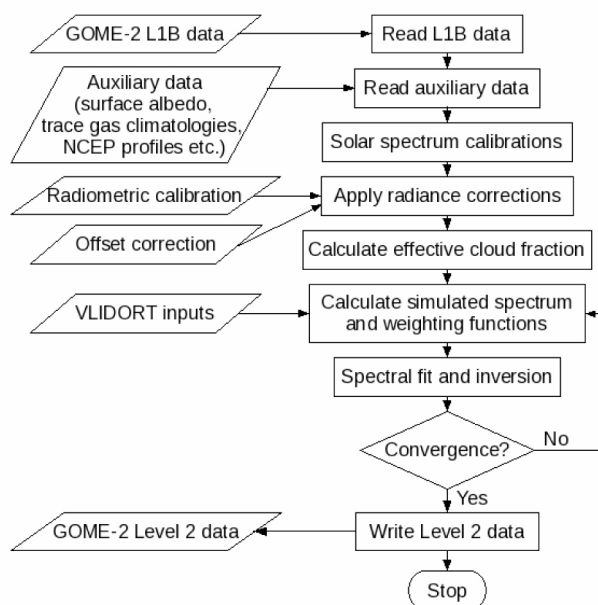 GOME-2 L1B data
Read L1B data
Auxiliary data
(surface albedo,
trace gas climatologies,
NCEP profiles etc.)
Read auxiliary data
Solar spectrum calibrations
Radiometric calibration
Apply radiance corrections
Offset correction
Calculate effective cloud fraction
VLIDORT inputs
Calculate simulated spectrum
and weighting functions
Spectral fit and inversion
Convergence?
No
Yes
GOME-2 Level 2 data
Write Level 2 data
Stop